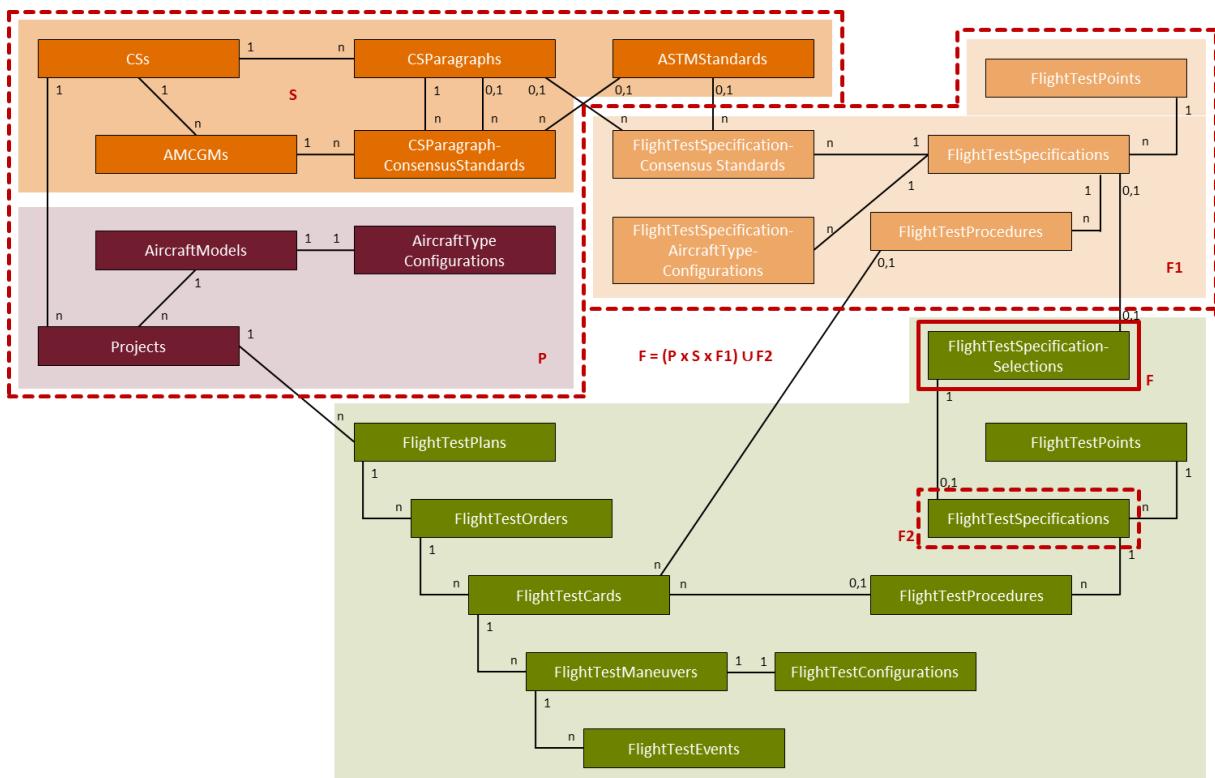 CSs
1
n
CSParagraphs
ASTMStandards
FlightTestPoints
1
1
S
0,1
0,1
0,1
0,1
1
1
n
n
n
n
n
1
AMCGMs
1
n
CSParagraph-
ConsensusStandards
FlightTestSpecification-
Consensus Standards
n
1
FlightTestSpecifications
n
1
1
0,1
AircraftModels
1
1
AircraftType
Configurations
FlightTestSpecification-
AircraftType-
Configurations
n
FlightTestProcedures
n
0,1
F1
1
n
n
Projects
1
P
F = (P x S x F1) ∪ F2
0,1
FlightTestSpecification-
Selections
F
1
n
FlightTestPlans
FlightTestPoints
1
1
0,1
n
FlightTestOrders
F2
FlightTestSpecifications
n
1
1
n
n
FlightTestCards
n
0,1
FlightTestProcedures
n
1
n
FlightTestManeuvers
1
1
FlightTestConfigurations
1
n
FlightTestEvents